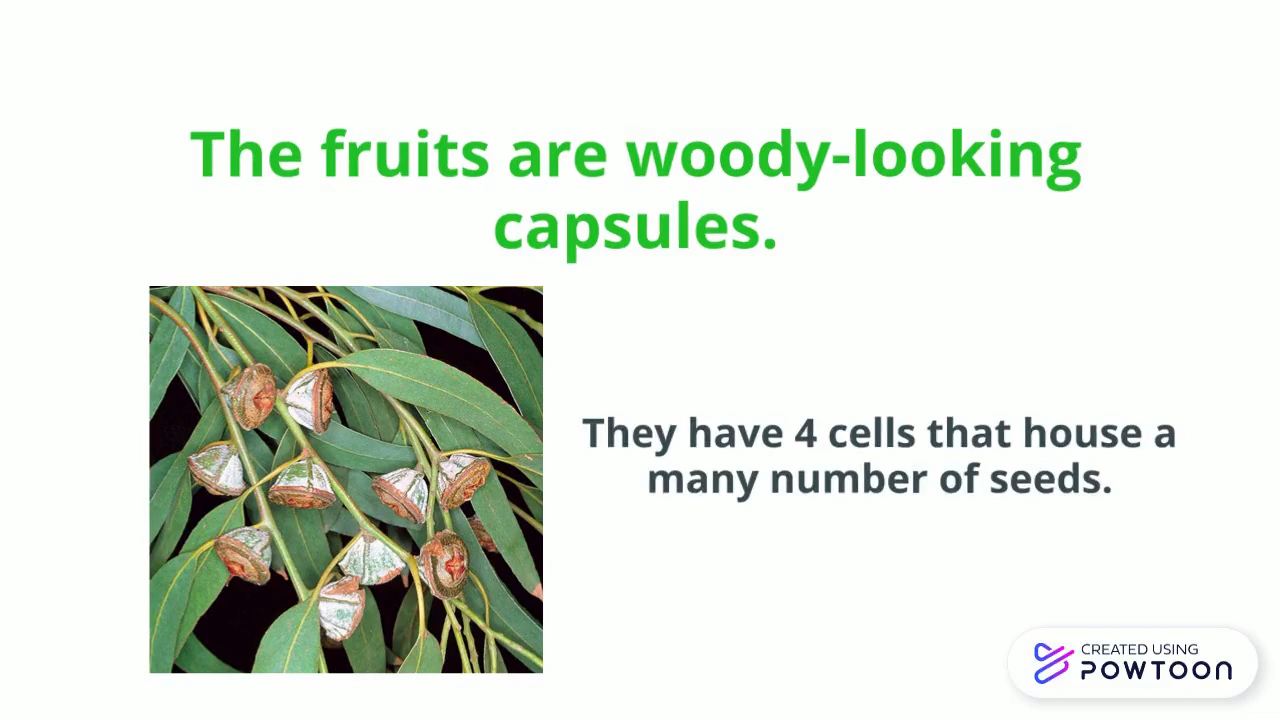 The fruits are woody-looking
capsules.
They have 4 cells that house a
many number of seeds.
CREATED USING
POWTOON